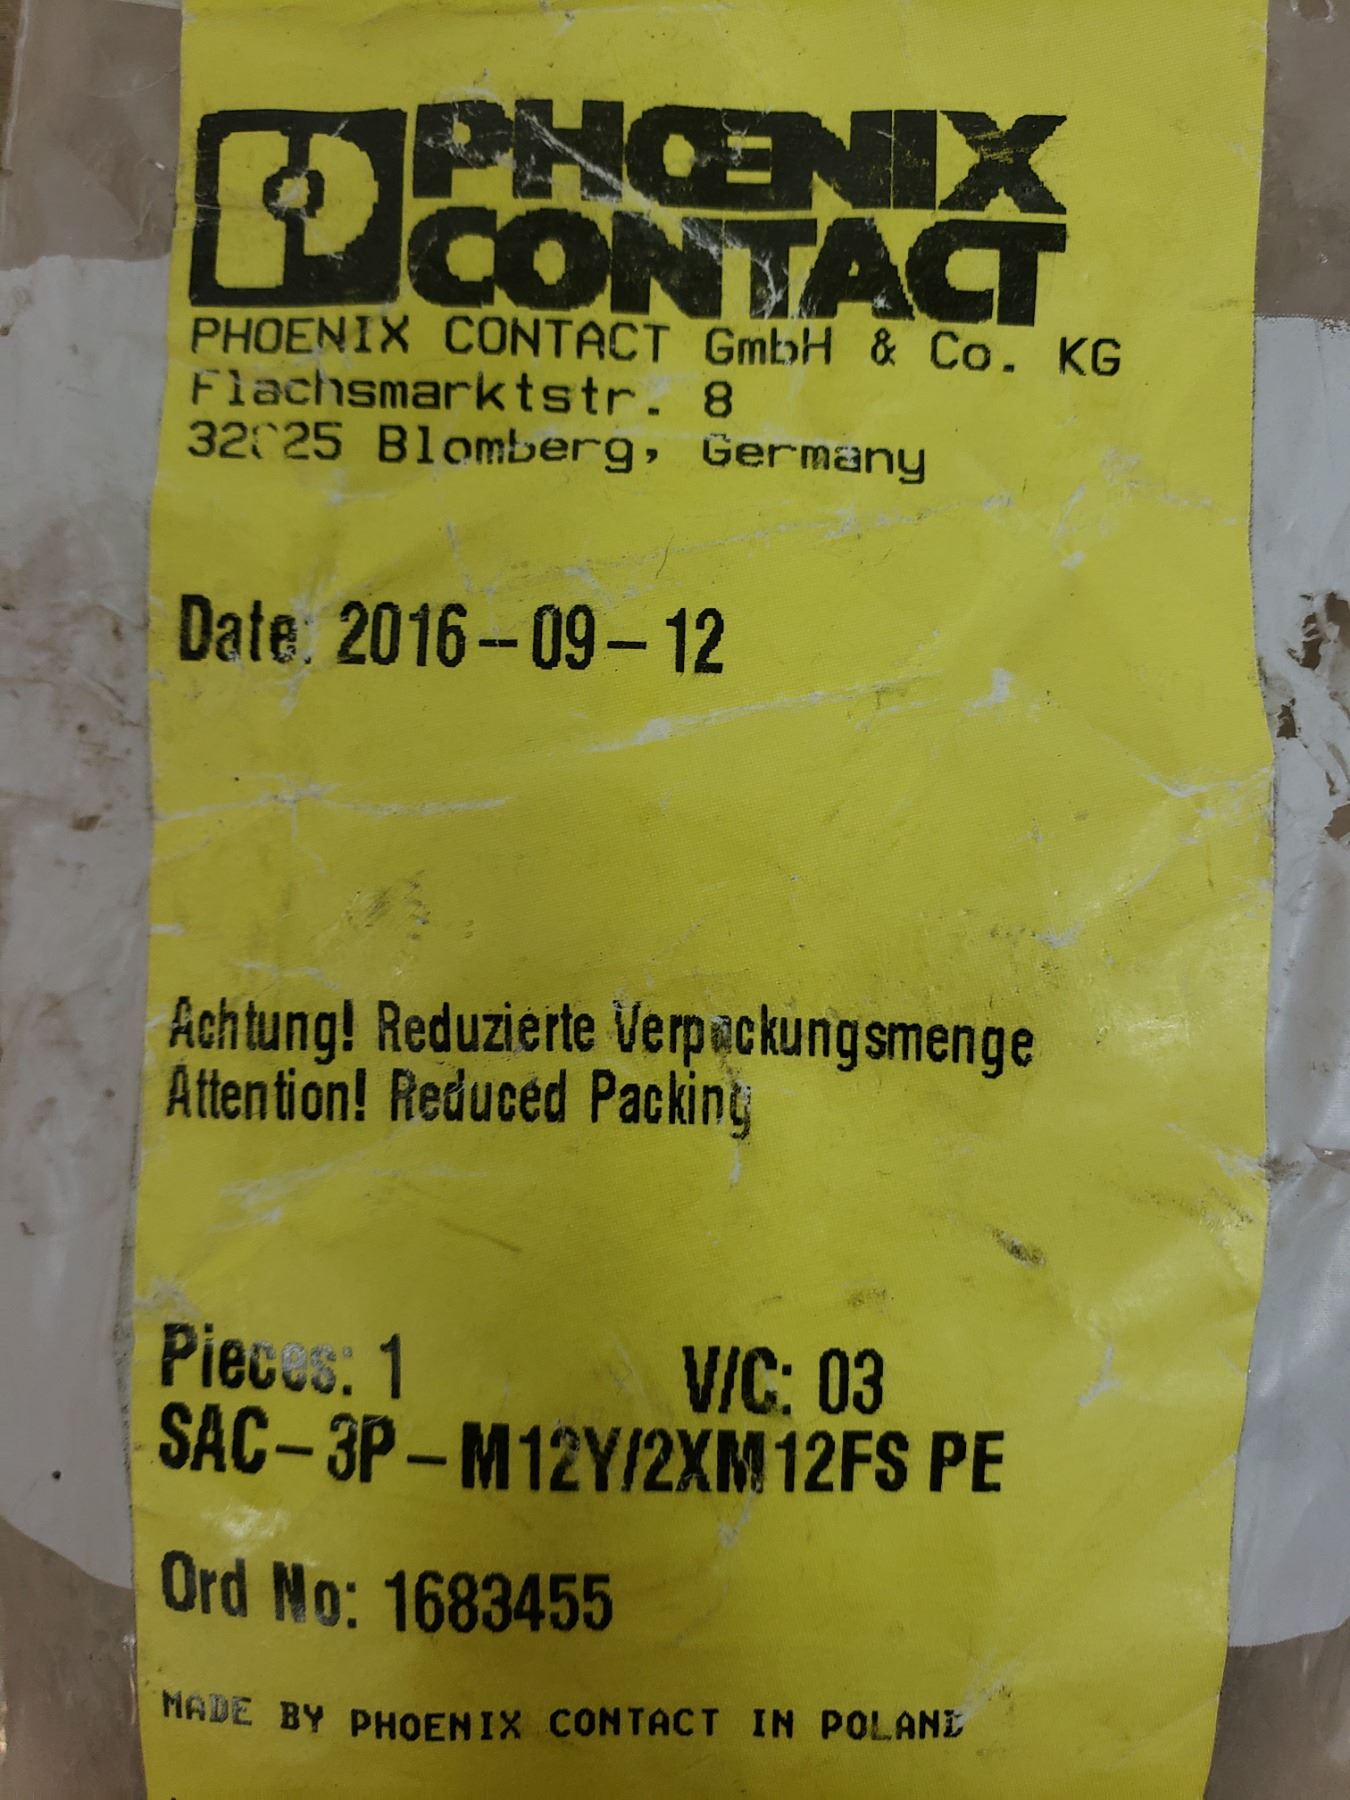 PHOENIX
CONTACT
PHOENIX CONTACT GmbH & Co. KG
Flachsmarktstr. 8
32825 Blomberg, Germany
Date: 2016-09-12
Achtung! Reduzierte Verpackungsmenge
Attention! Reduced Packing
Pieces: 1 V/C: 03
SAC-3P-M12Y/2XM12FS PE
Ord No: 1683455
MADE BY PHOENIX CONTACT IN POLAND